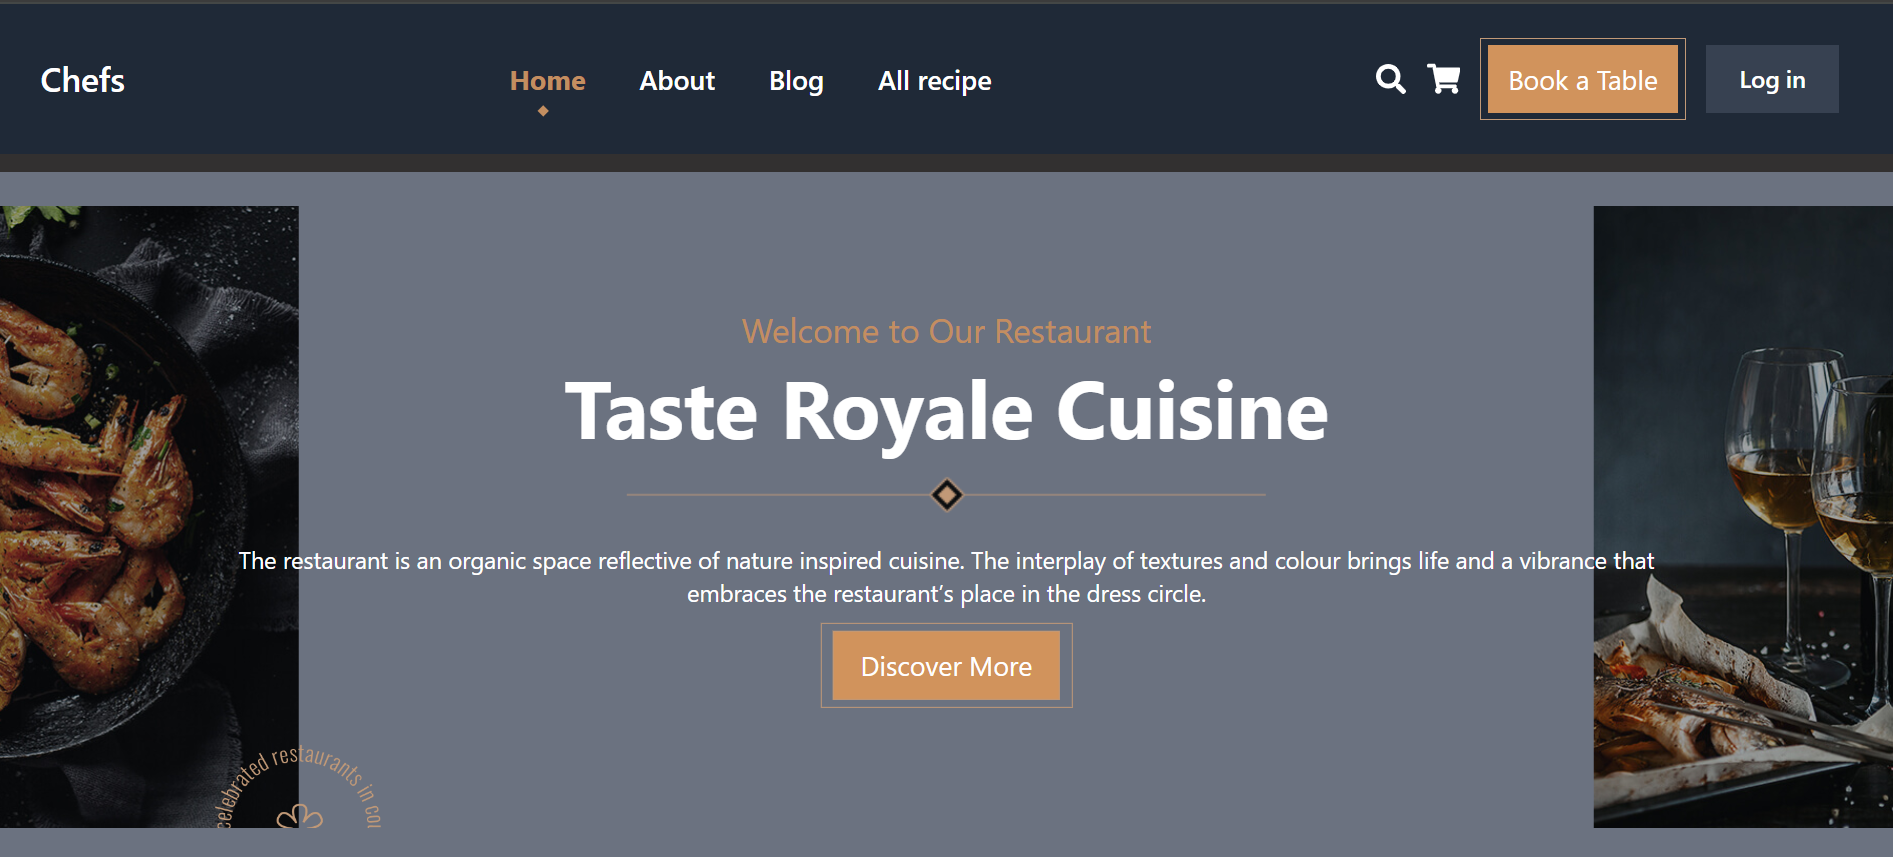 Chefs
Home
About
Blog
All recipe
Book a Table
Log in
Welcome to Our Restaurant
Taste Royale Cuisine
The restaurant is an organic space reflective of nature inspired cuisine. The interplay of textures and colour brings life and a vibrance that
embraces the restaurant’s place in the dress circle.
Discover More
celebrated restaurants in